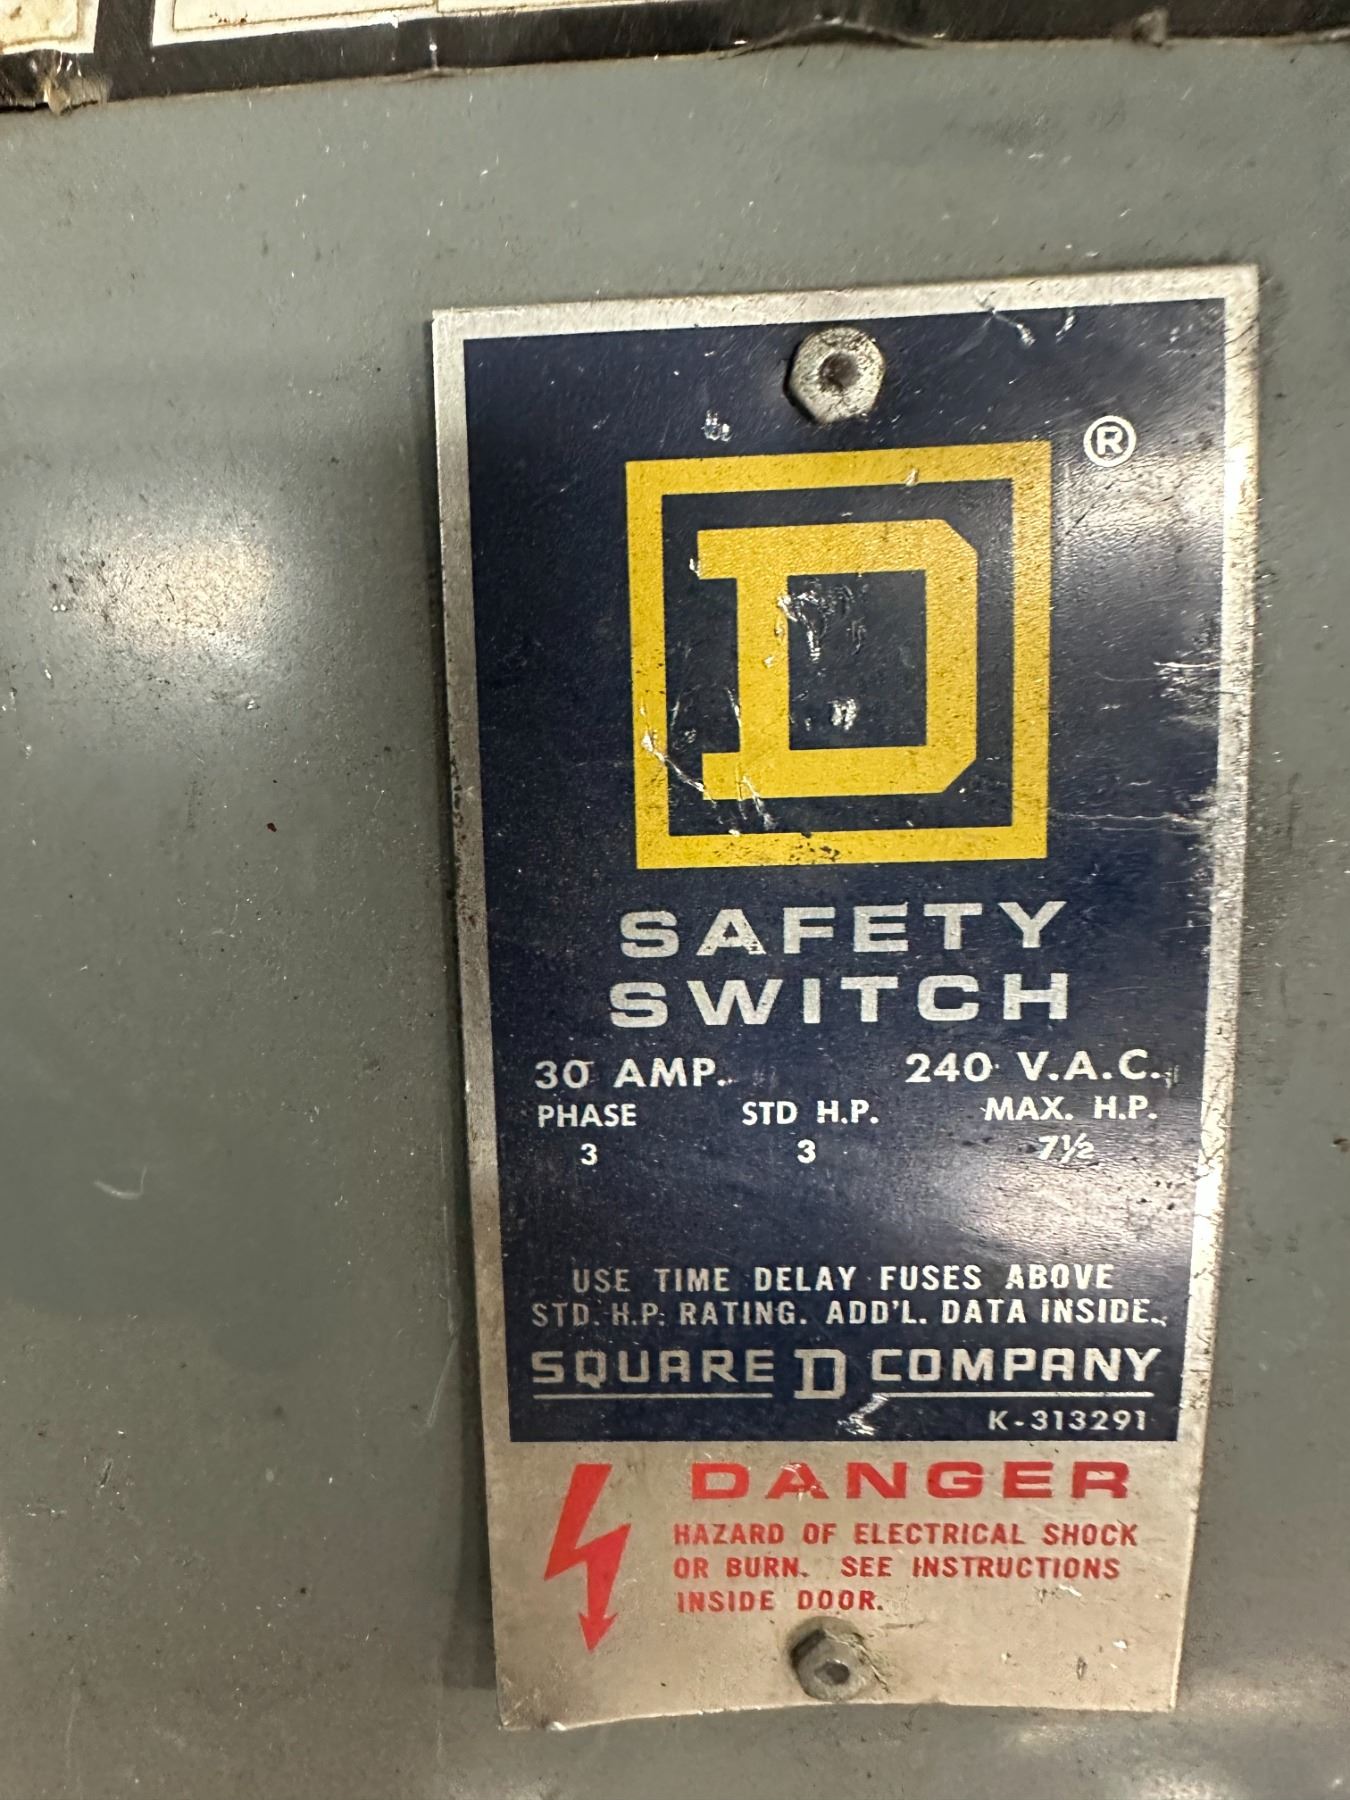 ®
D
SAFETY
SWITCH
30 AMP. 240 V.A.C.
PHASE STD H.P. MAX. H.P.
3 3 7½
USE TIME DELAY FUSES ABOVE
STD. H.P. RATING. ADD'L. DATA INSIDE.
SQUARE D COMPANY
K-313291
DANGER
HAZARD OF ELECTRICAL SHOCK
OR BURN. SEE INSTRUCTIONS
INSIDE DOOR.